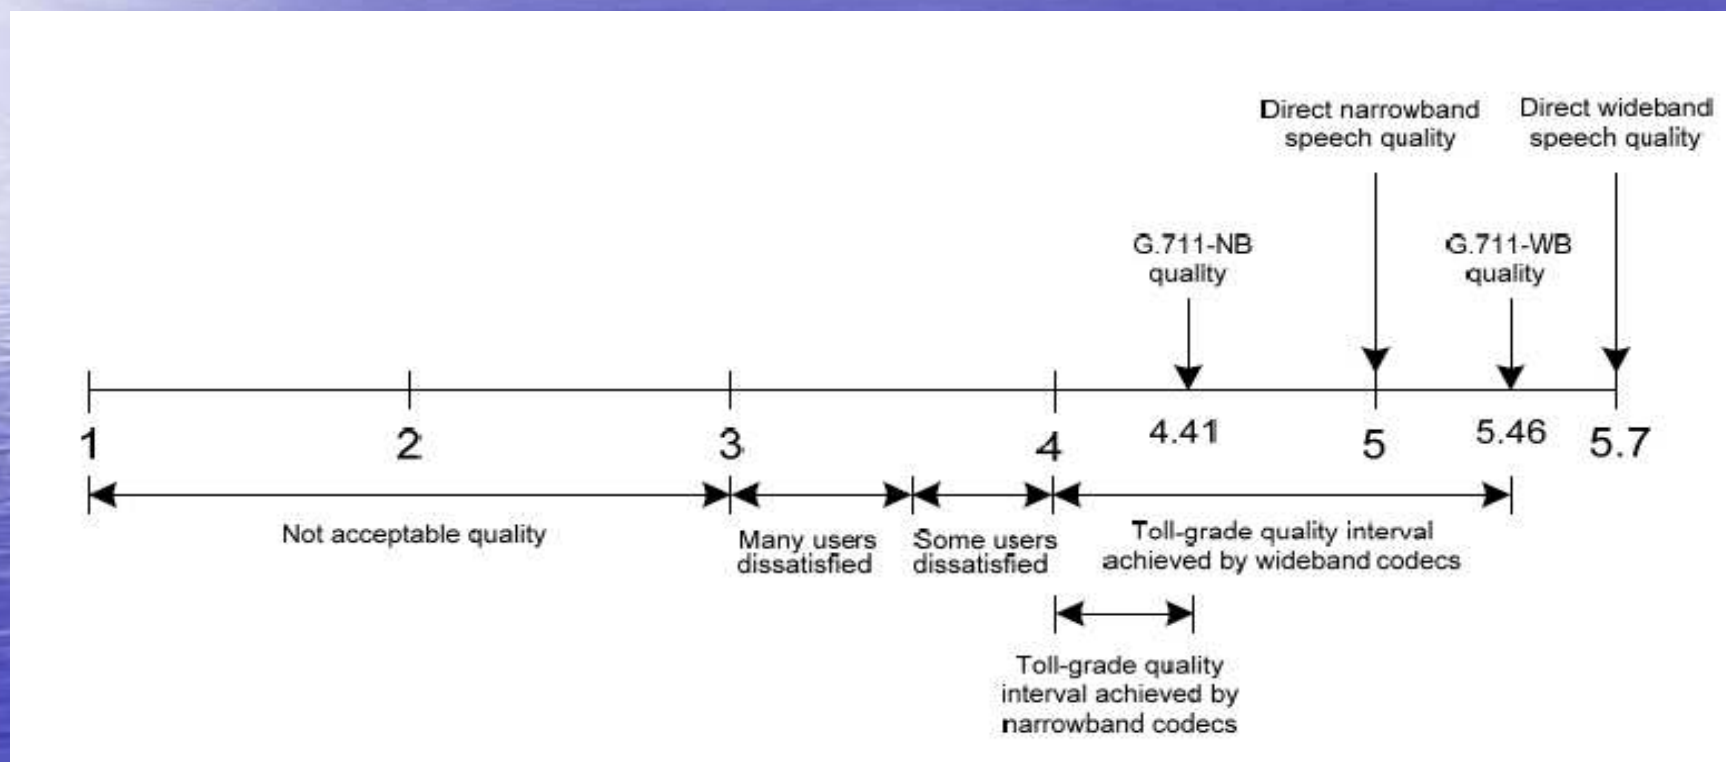 Direct narrowband
speech quality
Direct wideband
speech quality
G.711-NB
quality
G.711-WB
quality
1
2
3
4
4.41
5
5.46
5.7
Not acceptable quality
Many users
dissatisfied
Some users
dissatisfied
Toll-grade quality interval
achieved by wideband codecs
Toll-grade quality
interval achieved by
narrowband codecs